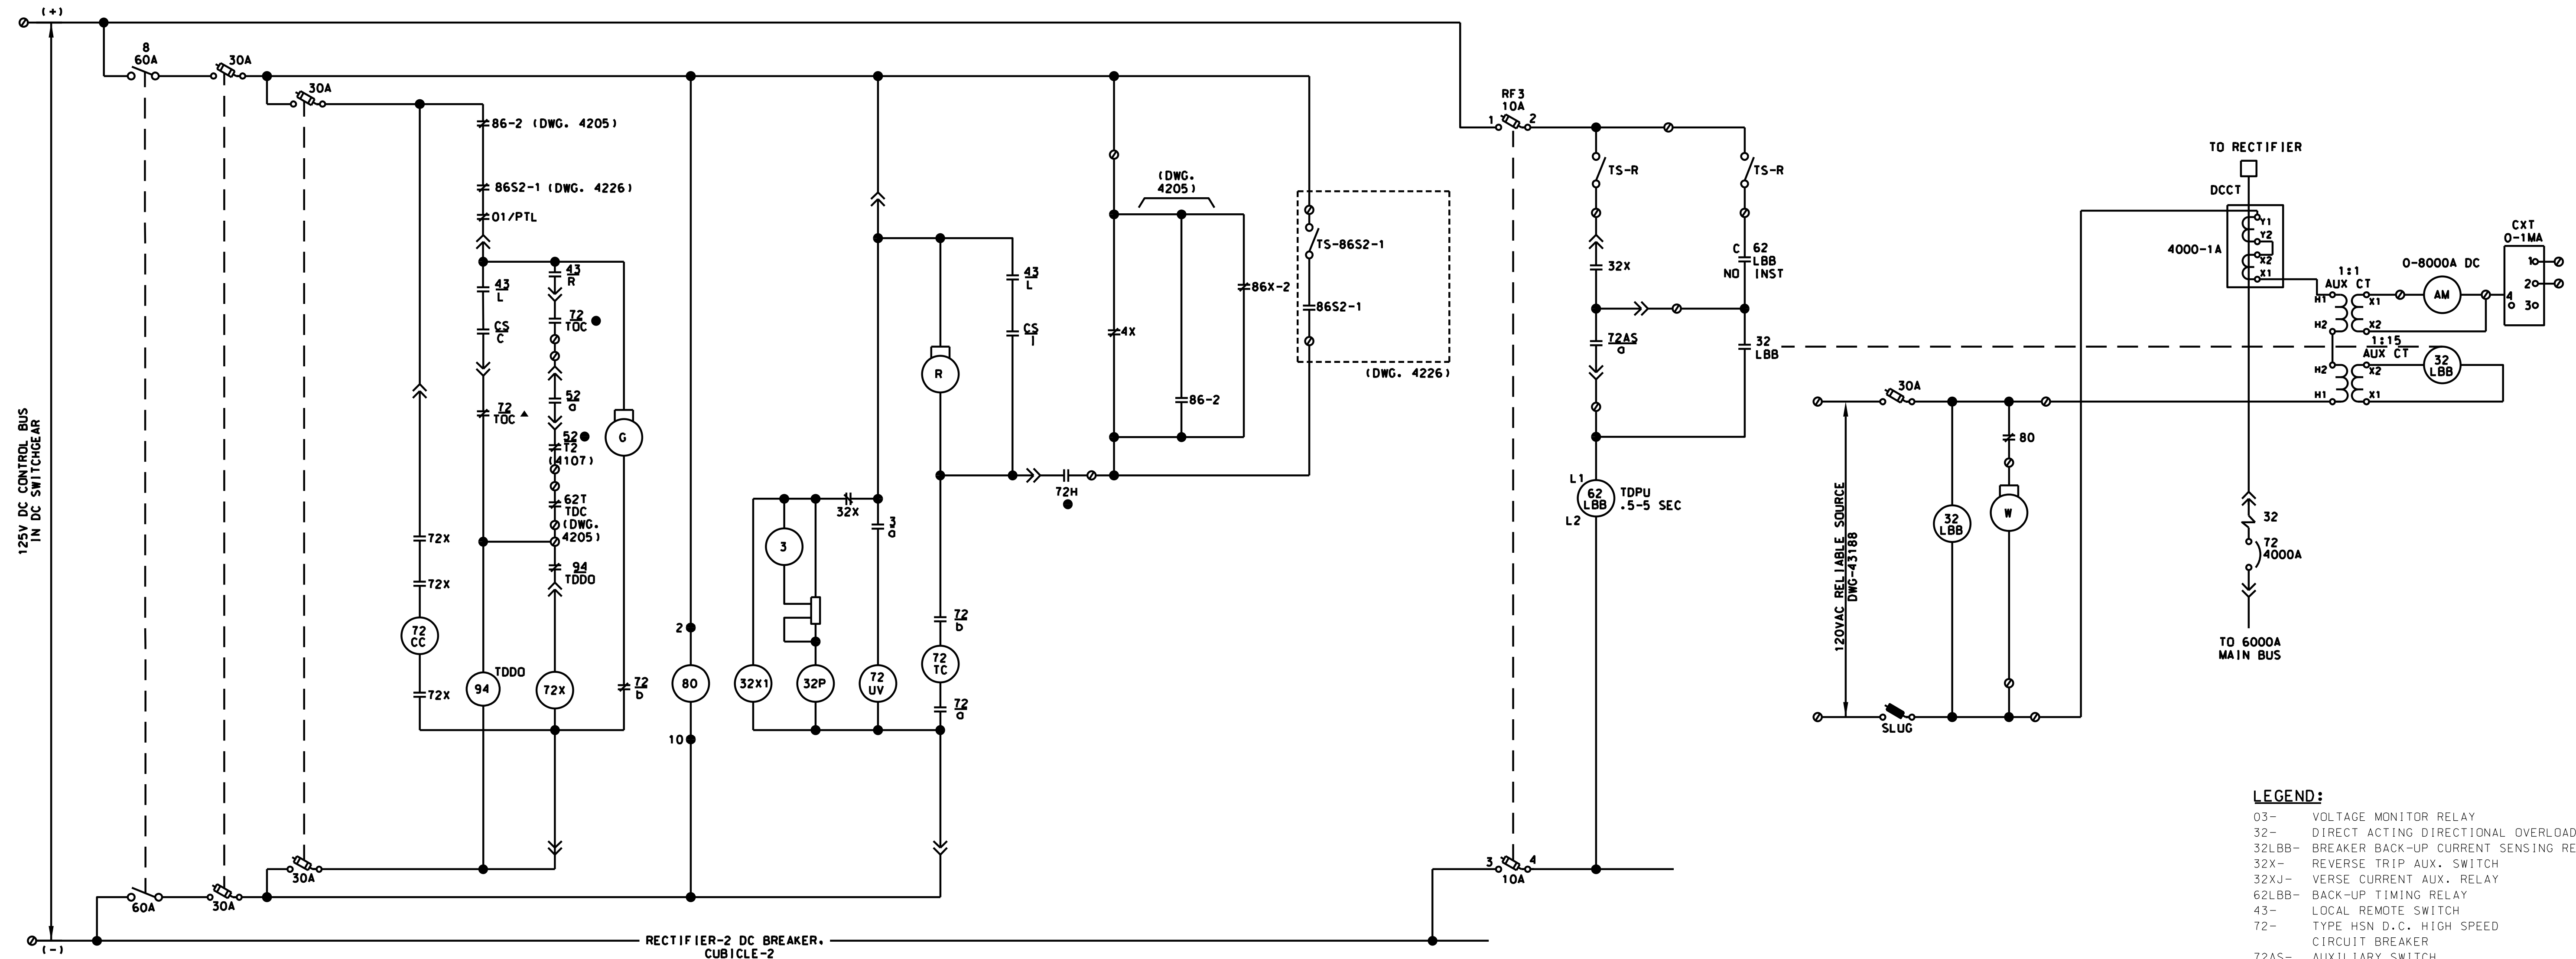 (+)
8
60A
30A
30A
86-2 (DWG. 4205)
86S2-1 (DWG. 4226)
01/PTL
43
L
43
R
CS
C
72
TOC
72
TOC
52
a
52
T2
(4107)
62T
TDC
(DWG.
4205)
94
TDDO
G
72X
72X
72
CC
72X
94
TDDO
72X
72
b
125V DC CONTROL BUS
IN DC SWITCHGEAR
2
80
10
3
32X
3
a
32X1
32P
72
UV
R
43
L
CS
I
72
b
72
TC
72
a
72H
4X
(DWG.
4205)
86X-2
86-2
TS-86S2-1
86S2-1
(DWG. 4226)
60A
30A
30A
(-)
RECTIFIER-2 DC BREAKER.
CUBICLE-2
RF3
10A
1
2
TS-R
TS-R
32X
C
62
LBB
NO INST
72AS
a
32
LBB
L1
62
LBB
L2
TDPU
.5-5 SEC
3
4
10A
120VAC RELIABLE SOURCE
DWG-43188
30A
32
LBB
80
W
SLUG
TO RECTIFIER
DCCT
4000-1A
Y1
Y2
X2
X1
1:1
AUX CT
H1
X1
H2
X2
0-8000A DC
AM
CXT
0-1MA
1
2
3
4
1:15
AUX CT
H2
X2
H1
X1
32
LBB
32
72
4000A
TO 6000A
MAIN BUS
LEGEND:
03- VOLTAGE MONITOR RELAY
32- DIRECT ACTING DIRECTIONAL OVERLOAD
32LBB- BREAKER BACK-UP CURRENT SENSING RE
32X- REVERSE TRIP AUX. SWITCH
32XJ- VERSE CURRENT AUX. RELAY
62LBB- BACK-UP TIMING RELAY
43- LOCAL REMOTE SWITCH
72- TYPE HSN D.C. HIGH SPEED
CIRCUIT BREAKER
72AS- AUXILIARY SWITCH